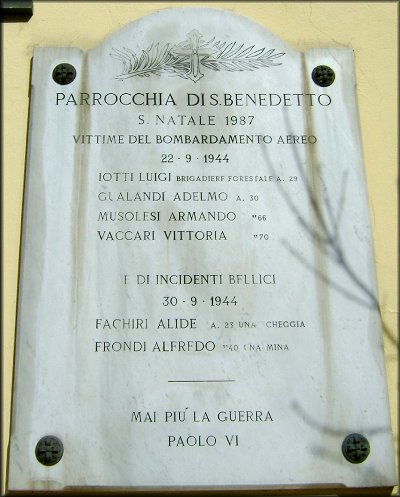 PARROCCHIA DI S. BENEDETTO
S. NATALE 1987
VITTIME DEL BOMBARDAMENTO AEREO
22 · 9 · 1944
IOTTI LUIGI BRIGADIERE FORESTALE A. 29
GUALANDI ADELMO A. 30
MUSOLESI ARMANDO "66
VACCARI VITTORIA "70
E DI INCIDENTI BELLICI
30 · 9 · 1944
FACHIRI ALIDE A. 23 UNA CHEGGIA
FRONDI ALFREDO "40 UNA MINA
MAI PIU' LA GUERRA
PAOLO VI